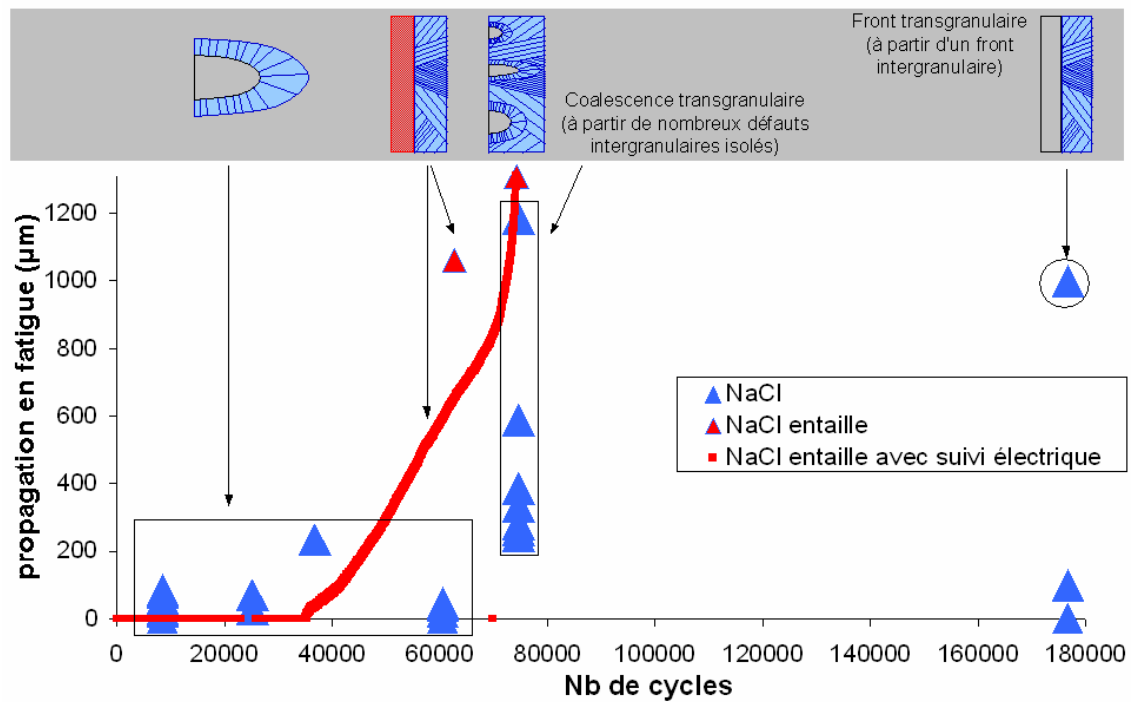 Front transgranulaire
(à partir d'un front
intergranulaire)
Coalescence transgranulaire
(à partir de nombreux défauts
intergranulaires isolés)
propagation en fatigue (µm)
1200
1000
800
600
400
200
0
NaCl
NaCl entaille
NaCl entaille avec suivi électrique
0 20000 40000 60000 80000 100000 120000 140000 160000 180000
Nb de cycles